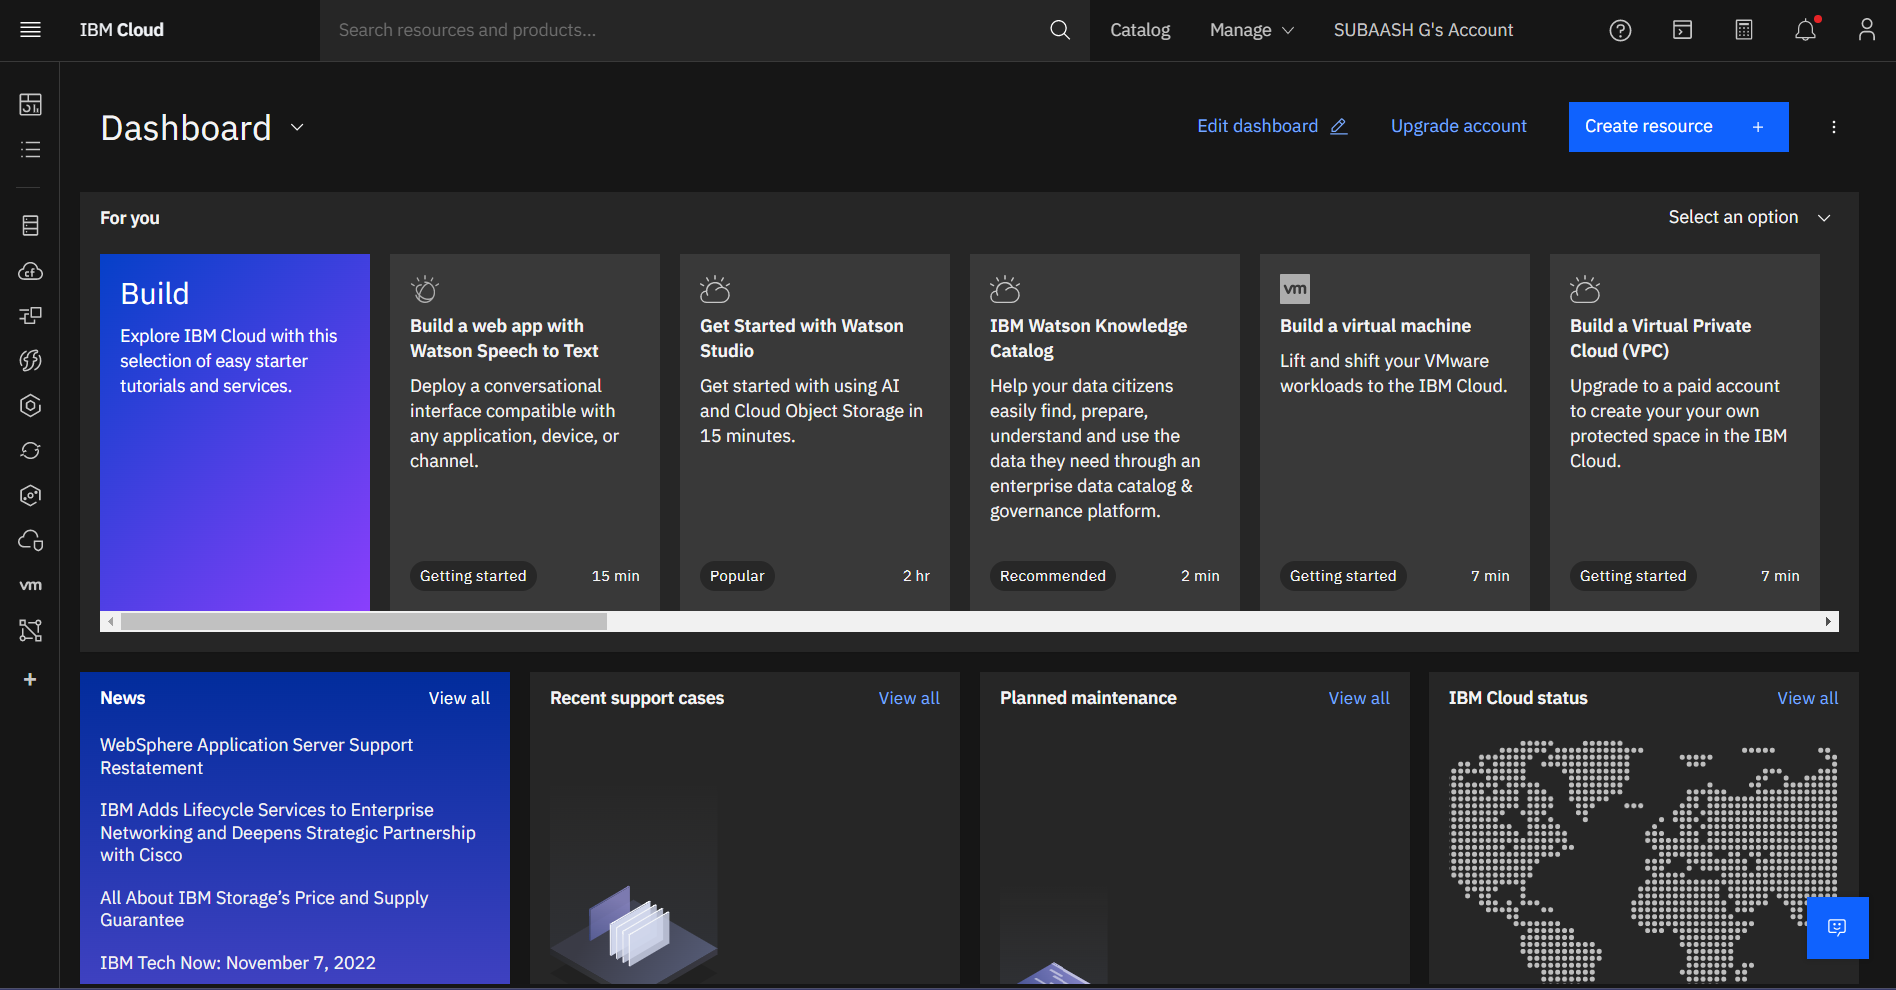 IBM Cloud
Search resources and products...
Catalog
Manage
SUBAASH G's Account
Dashboard
Edit dashboard
Upgrade account
Create resource +
For you
Select an option
Build
Explore IBM Cloud with this
selection of easy starter
tutorials and services.
Build a web app with
Watson Speech to Text
Deploy a conversational
interface compatible with
any application, device, or
channel.
Getting started
15 min
Get Started with Watson
Studio
Get started with using AI
and Cloud Object Storage in
15 minutes.
Popular
2 hr
IBM Watson Knowledge
Catalog
Help your data citizens
easily find, prepare,
understand and use the
data they need through an
enterprise data catalog &
governance platform.
Recommended
2 min
vm
Build a virtual machine
Lift and shift your VMware
workloads to the IBM Cloud.
Getting started
7 min
Build a Virtual Private
Cloud (VPC)
Upgrade to a paid account
to create your your own
protected space in the IBM
Cloud.
Getting started
7 min
cf
vm
+
News
View all
WebSphere Application Server Support
Restatement
IBM Adds Lifecycle Services to Enterprise
Networking and Deepens Strategic Partnership
with Cisco
All About IBM Storage’s Price and Supply
Guarantee
IBM Tech Now: November 7, 2022
Recent support cases
View all
Planned maintenance
View all
IBM Cloud status
View all